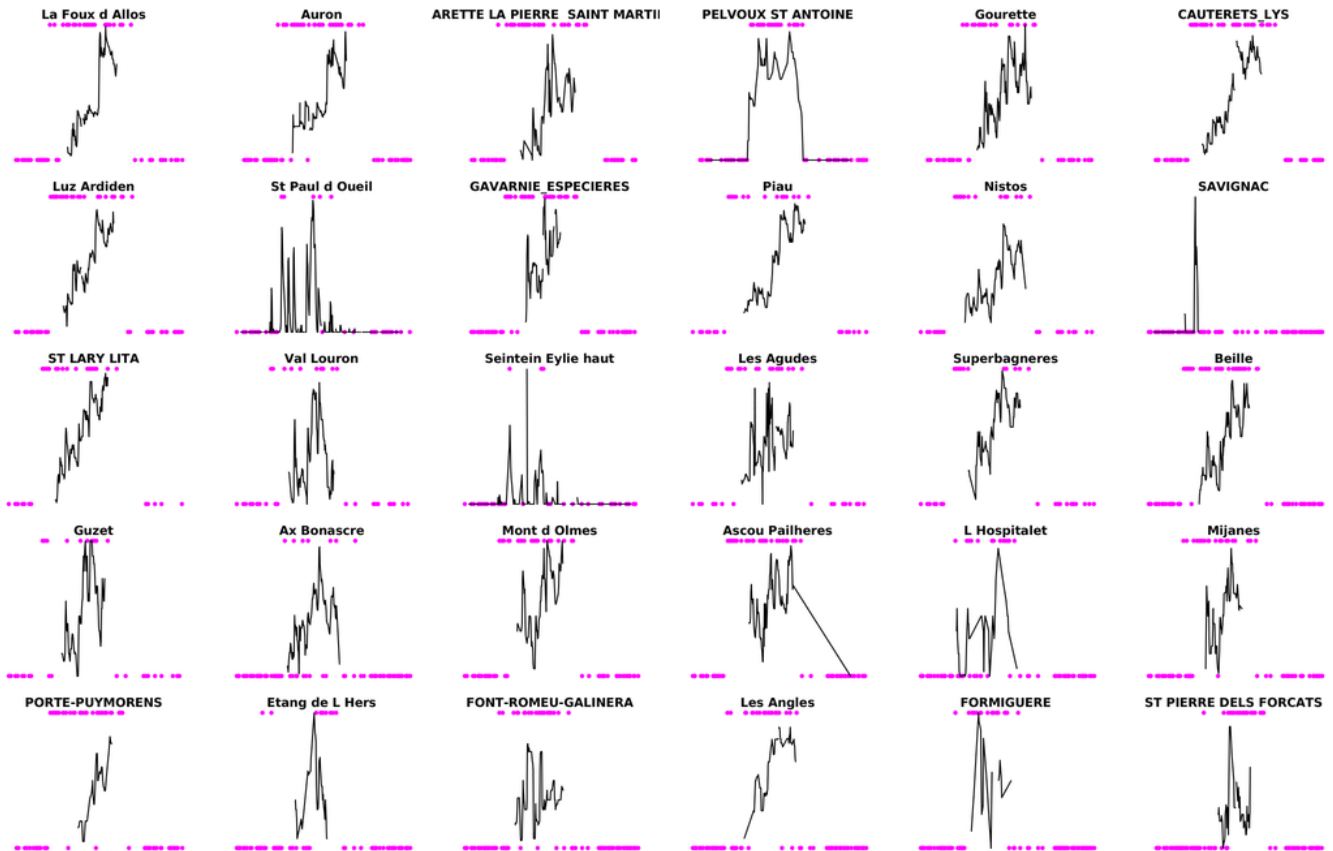 La Foux d Allos
Auron
ARETTE LA PIERRE SAINT MARTI
PELVOUX ST ANTOINE
Gourette
CAUTERETS_LYS
Luz Ardiden
St Paul d Oueil
GAVARNIE_ESPECIERES
Piau
Nistos
SAVIGNAC
ST LARY LITA
Val Louron
Seintein Eylie haut
Les Agudes
Superbagneres
Beille
Guzet
Ax Bonascre
Mont d Olmes
Ascou Pailheres
L Hospitalet
Mijanes
PORTE-PUYMORENS
Etang de L Hers
FONT-ROMEU-GALINERA
Les Angles
FORMIGUERE
ST PIERRE DELS FORCATS